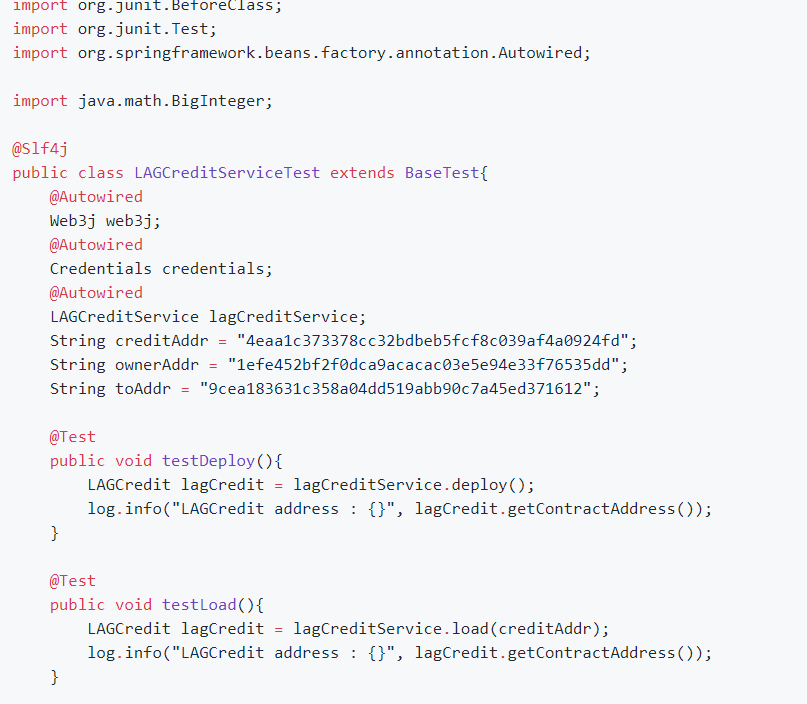 import org.junit.BeforeClass;
import org.junit.Test;
import org.springframework.beans.factory.annotation.Autowired;
import java.math.BigInteger;
@Slf4j
public class LAGCreditServiceTest extends BaseTest{
@Autowired
Web3j web3j;
@Autowired
Credentials credentials;
@Autowired
LAGCreditService lagCreditService;
String creditAddr = "4eaa1c373378cc32bdbeb5fcf8c039af4a0924fd";
String ownerAddr = "1efe452bf2f0dca9acacac03e5e94e33f76535dd";
String toAddr = "9cea183631c358a04dd519abb90c7a45ed371612";
@Test
public void testDeploy(){
LAGCredit lagCredit = lagCreditService.deploy();
log.info("LAGCredit address : {}", lagCredit.getContractAddress());
}
@Test
public void testLoad(){
LAGCredit lagCredit = lagCreditService.load(creditAddr);
log.info("LAGCredit address : {}", lagCredit.getContractAddress());
}